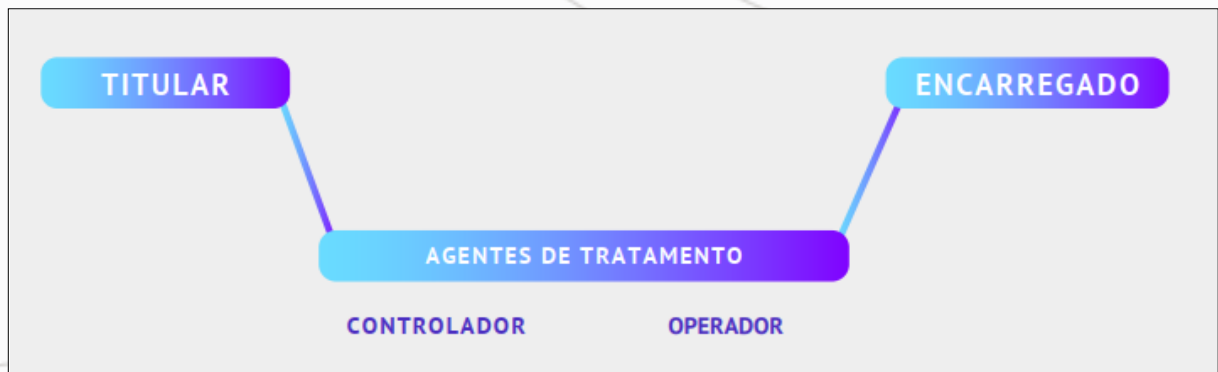 TITULAR
ENCARREGADO
AGENTES DE TRATAMENTO
CONTROLADOR
OPERADOR